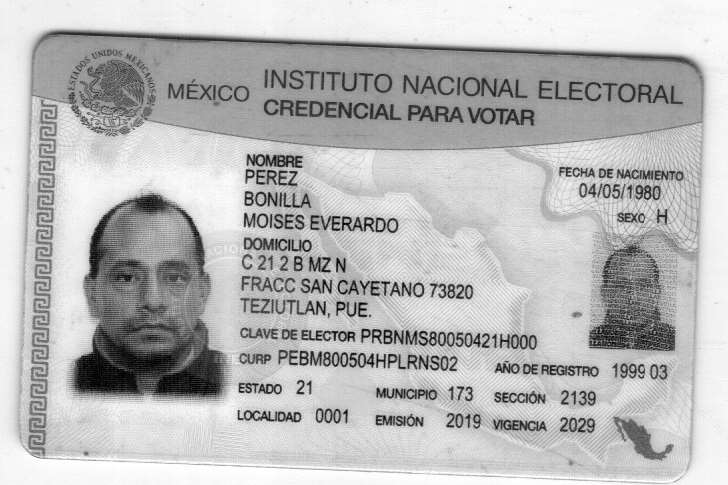 ESTADOS UNIDOS MEXICANOS
MÉXICO INSTITUTO NACIONAL ELECTORAL
CREDENCIAL PARA VOTAR
NOMBRE
PEREZ
BONILLA
MOISES EVERARDO
FECHA DE NACIMIENTO
04/05/1980
SEXO H
DOMICILIO
C 21 2 B MZ N
FRACC SAN CAYETANO 73820
TEZIUTLAN, PUE.
CLAVE DE ELECTOR PRBNMS80050421H000
CURP PEBM800504HPLRNS02 AÑO DE REGISTRO 1999 03
ESTADO 21 MUNICIPIO 173 SECCIÓN 2139
LOCALIDAD 0001 EMISIÓN 2019 VIGENCIA 2029